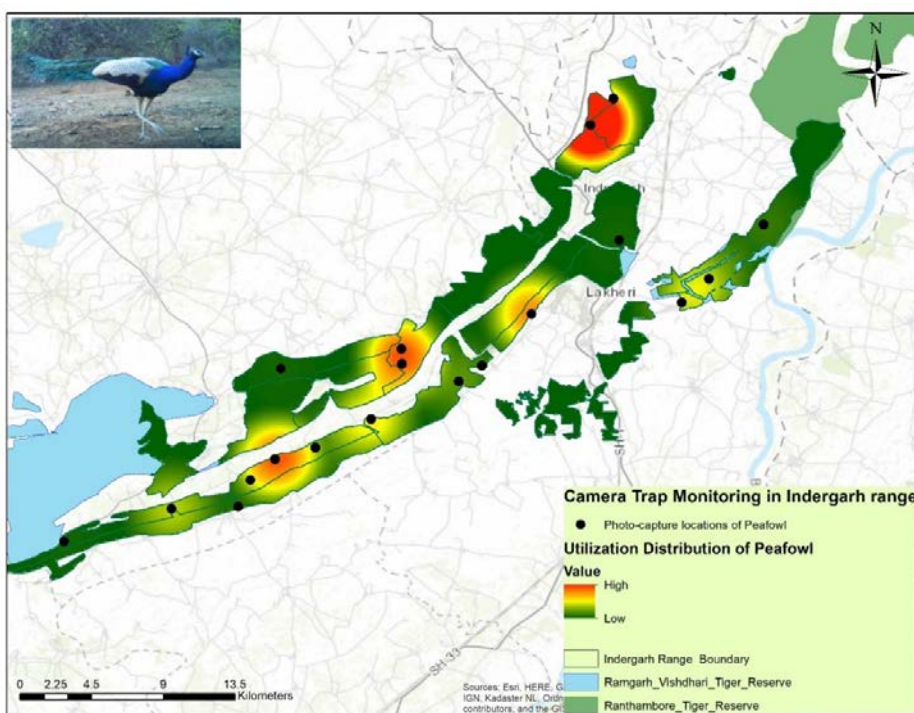 N
Lakheri
SH 33
Camera Trap Monitoring in Indergarh range
Photo-capture locations of Peafowl
Utilization Distribution of Peafowl
Value
High
Low
Indergarh Range Boundary
Ramgarh_Vishdhari_Tiger_Reserve
Ranthambore_Tiger_Reserve
0 2.25 4.5 9 13.5
Kilometers
Sources: Esri, HERE, G
IGN, Kadaster NL, Ordn
contributors, and the GIS